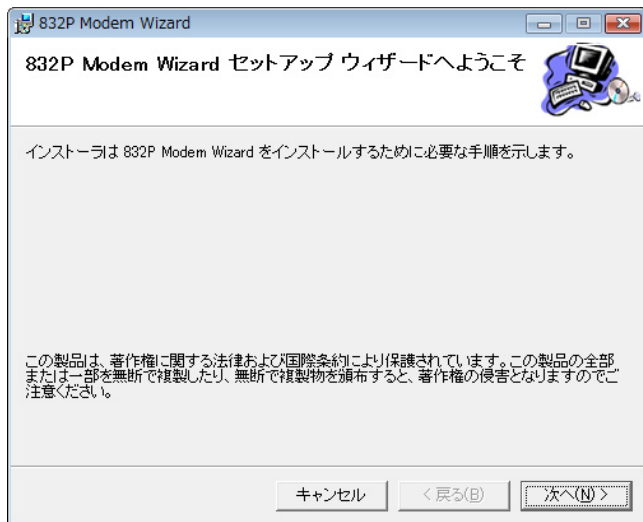 832P Modem Wizard
832P Modem Wizard セットアップ ウィザードへようこそ
インストーラは 832P Modem Wizard をインストールするために必要な手順を示します。
この製品は、著作権に関する法律および国際条約により保護されています。この製品の全部
または一部を無断で複製したり、無断で複製物を頒布すると、著作権の侵害となりますのでご
注意ください。
キャンセル
< 戻る(B)
次へ(N) >